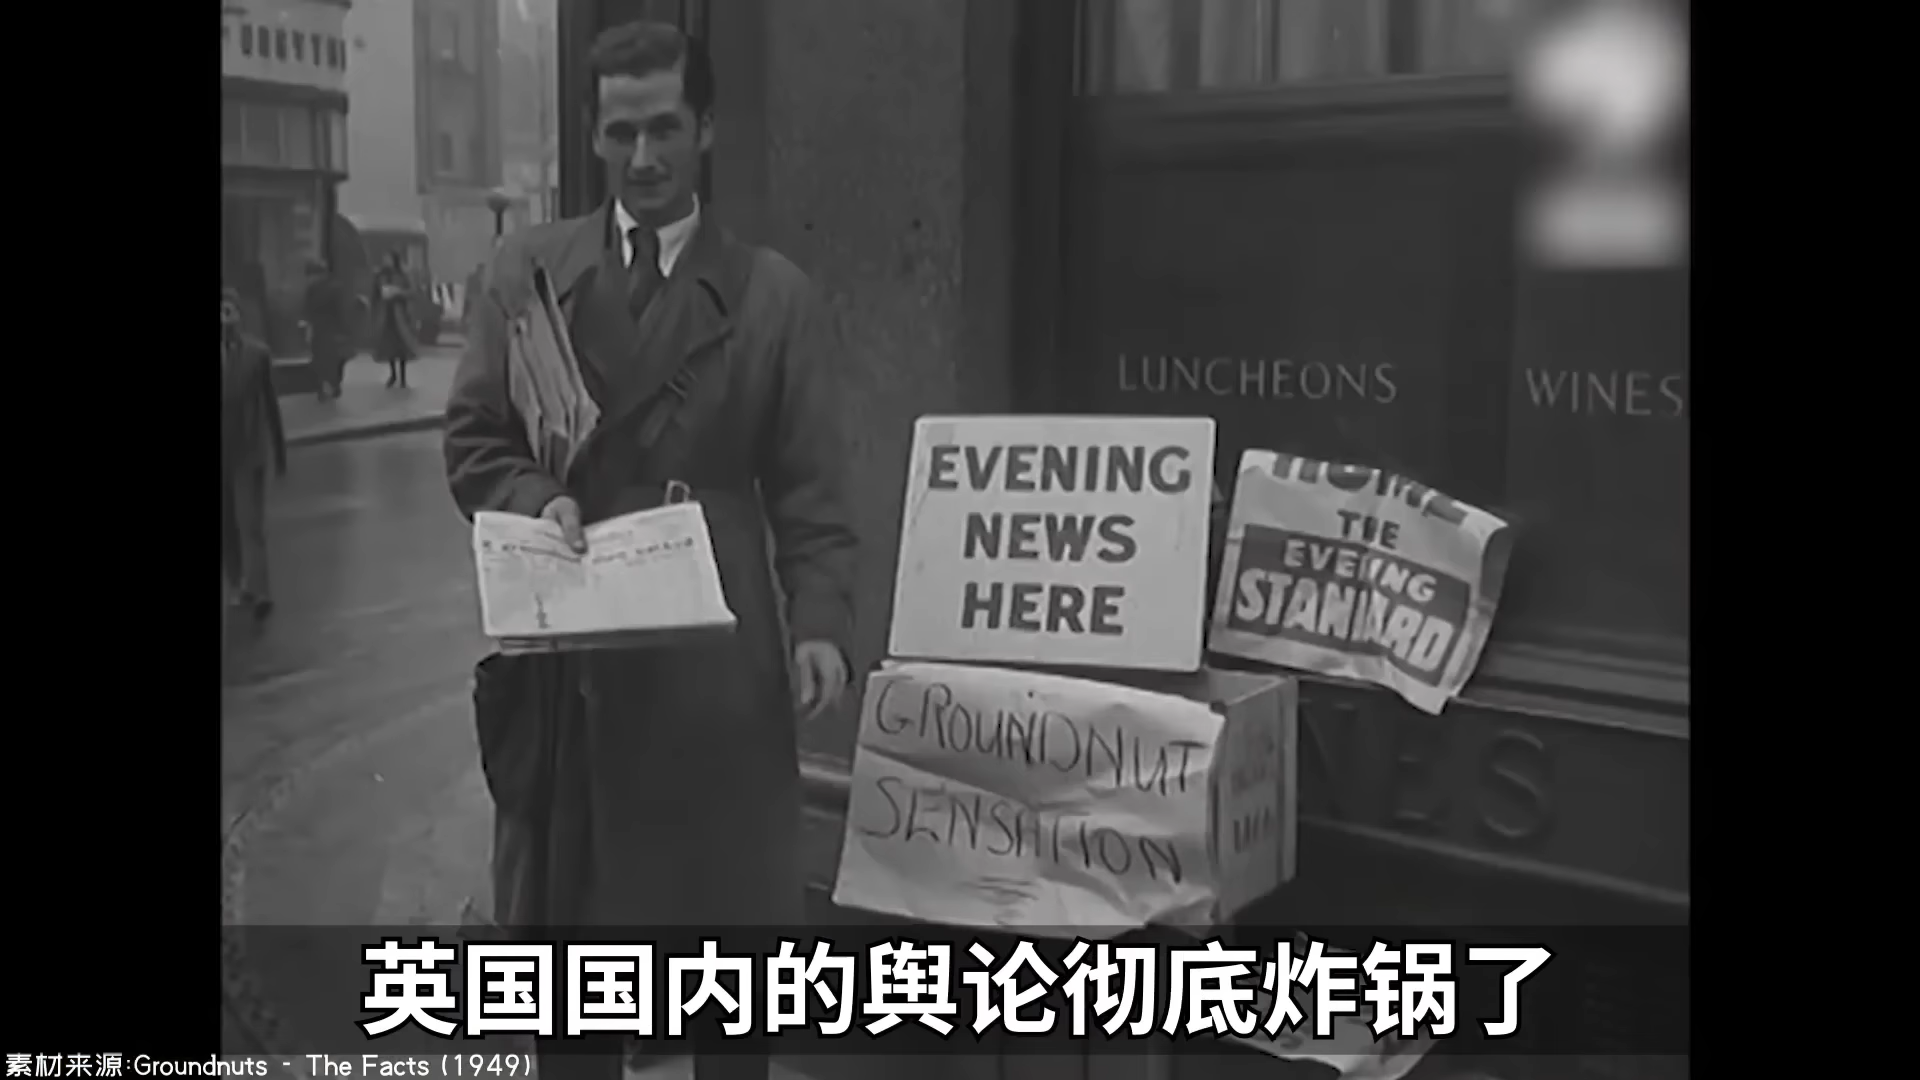 LUNCHEONS
WINES
EVENING
NEWS
HERE
HOME
THE
EVENING
STANDARD
GROUNDNUT
SENSATION
英国国内的舆论彻底炸锅了
素材来源:Groundnuts - The Facts (1949)